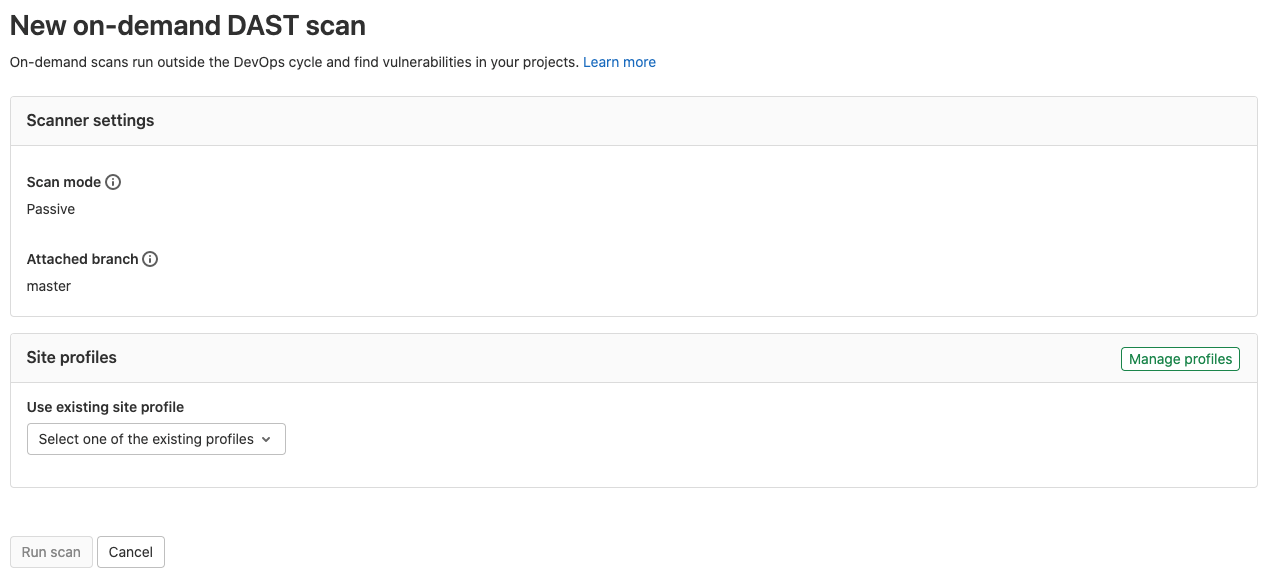 New on-demand DAST scan
On-demand scans run outside the DevOps cycle and find vulnerabilities in your projects. Learn more
Scanner settings
Scan mode
Passive
Attached branch
master
Site profiles
Manage profiles
Use existing site profile
Select one of the existing profiles
Run scan
Cancel